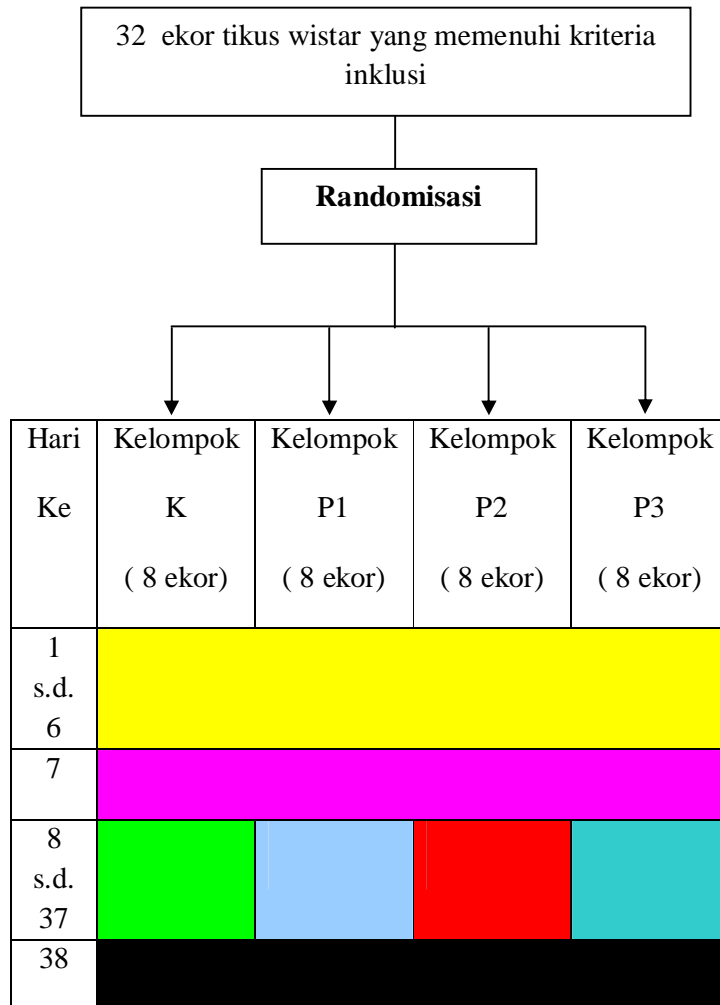 32  ekor tikus wistar yang memenuhi kriteria
inklusi
Randomisasi
Hari Kelompok Kelompok Kelompok Kelompok
Ke K P1 P2 P3
( 8 ekor) ( 8 ekor) ( 8 ekor) ( 8 ekor)
1
s.d.
6
7
8
s.d.
37
38